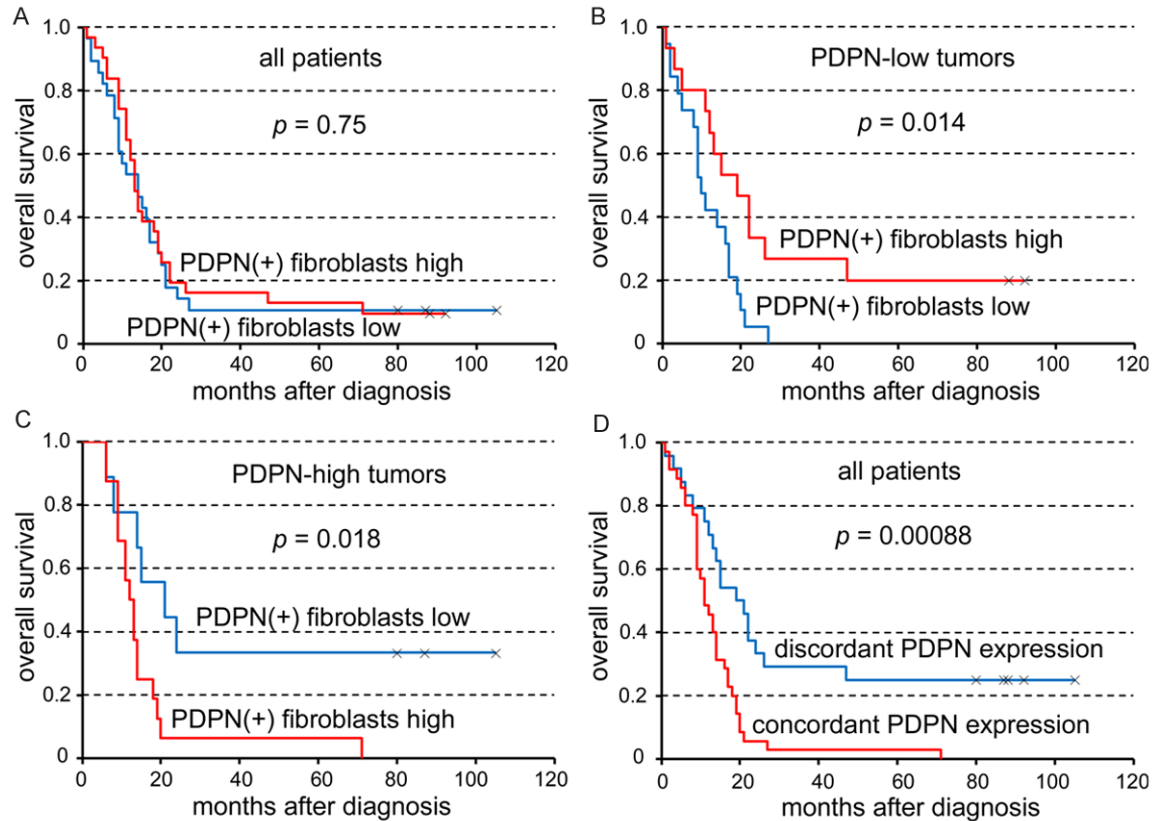 A
all patients
p = 0.75
PDPN(+) fibroblasts high
PDPN(+) fibroblasts low
overall survival
1.0
0.8
0.6
0.4
0.2
0
0 20 40 60 80 100 120
months after diagnosis
B
PDPN-low tumors
p = 0.014
PDPN(+) fibroblasts high
PDPN(+) fibroblasts low
overall survival
1.0
0.8
0.6
0.4
0.2
0
0 20 40 60 80 100 120
months after diagnosis
C
PDPN-high tumors
p = 0.018
PDPN(+) fibroblasts low
PDPN(+) fibroblasts high
overall survival
1.0
0.8
0.6
0.4
0.2
0
0 20 40 60 80 100 120
months after diagnosis
D
all patients
p = 0.00088
discordant PDPN expression
concordant PDPN expression
overall survival
1.0
0.8
0.6
0.4
0.2
0
0 20 40 60 80 100 120
months after diagnosis